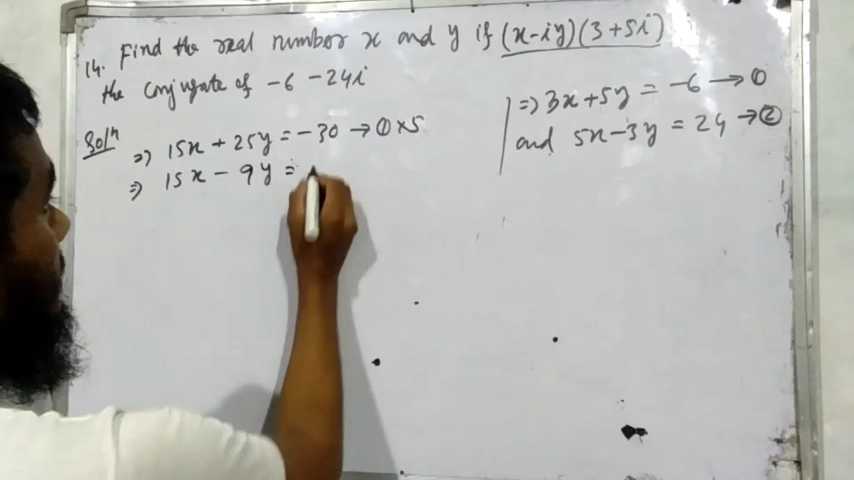 14. Find the real number x and y if (x-iy)(3+5i)
the conjugate of -6 -24i
Sol^n
⇒ 15x + 25y = -30 → ① ×5
⇒ 15x - 9y =
⇒ 3x+5y = -6 → ①
and 5x-3y = 24 → ②